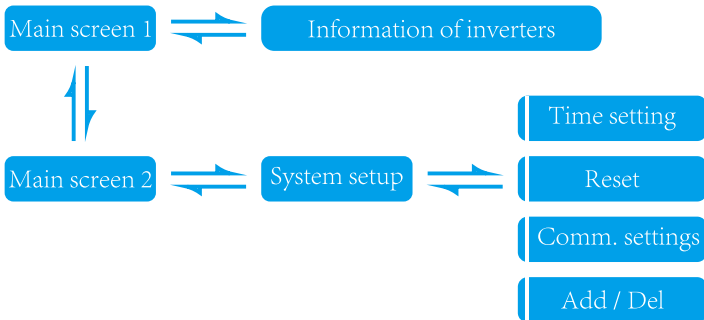 Main screen 1
Information of inverters
Main screen 2
System setup
Time setting
Reset
Comm. settings
Add / Del